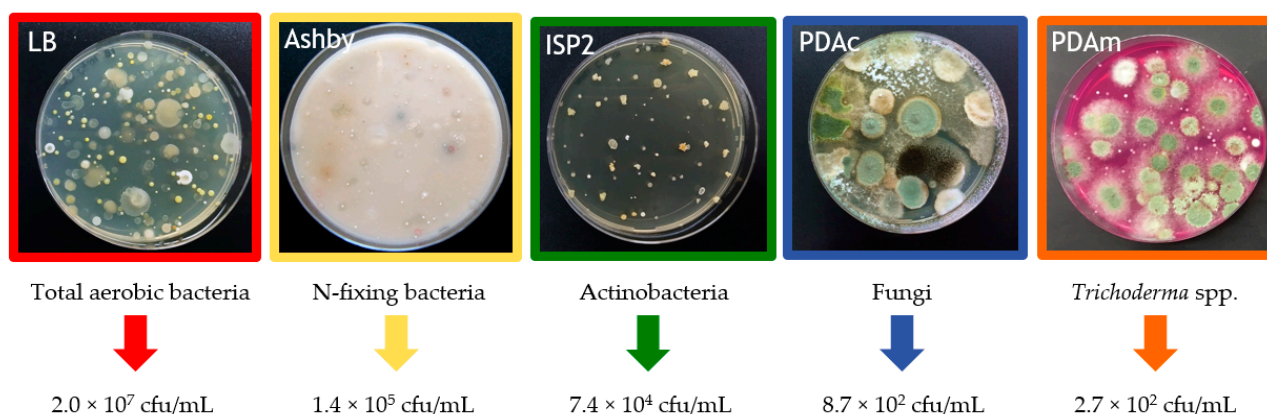 LB
Ashby
ISP2
PDAc
PDAm
Total aerobic bacteria
N-fixing bacteria
Actinobacteria
Fungi
Trichoderma spp.
2.0 × 10⁷ cfu/mL
1.4 × 10⁵ cfu/mL
7.4 × 10⁴ cfu/mL
8.7 × 10² cfu/mL
2.7 × 10² cfu/mL